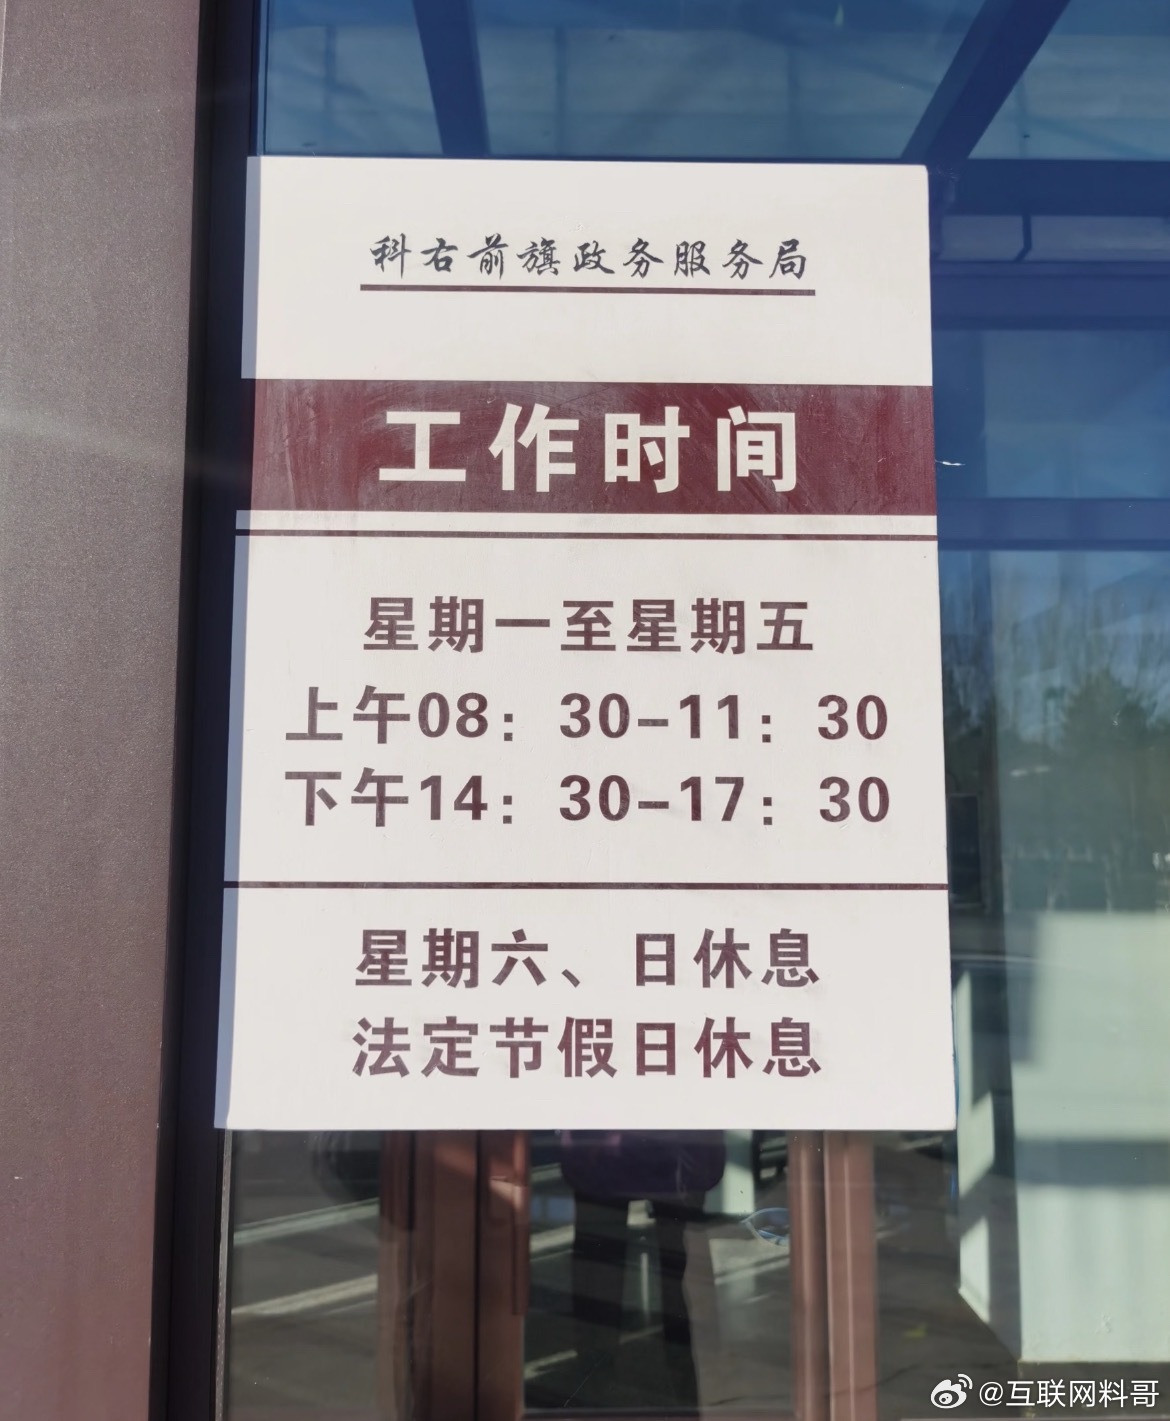 科右前旗政务服务局
工作时间
星期一至星期五
上午08：30-11：30
下午14：30-17：30
星期六、日休息
法定节假日休息
@互联网料哥